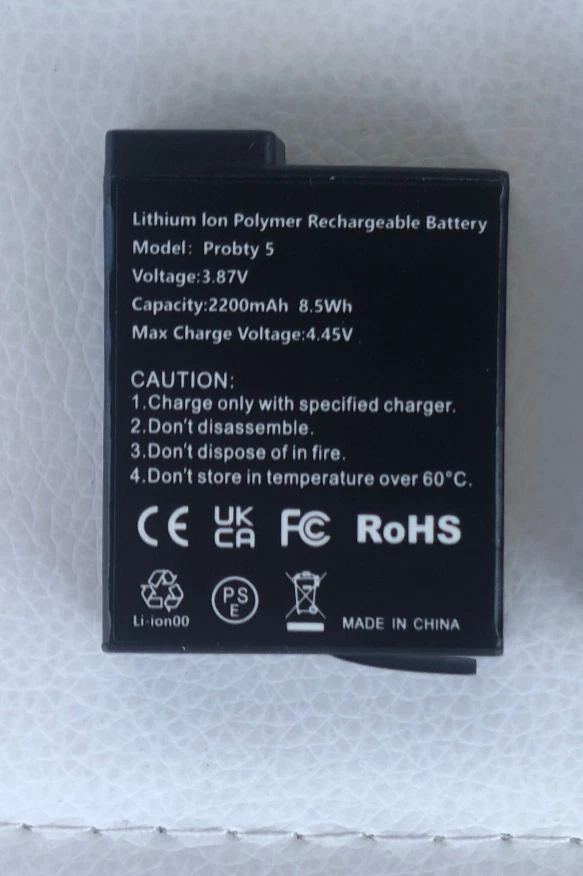 Lithium Ion Polymer Rechargeable Battery
Model: Probty 5
Voltage:3.87V
Capacity:2200mAh 8.5Wh
Max Charge Voltage:4.45V
CAUTION:
1.Charge only with specified charger.
2.Don't disassemble.
3.Don't dispose of in fire.
4.Don't store in temperature over 60°C.
CE UK CA FC RoHS
Li-ion00 PS E MADE IN CHINA